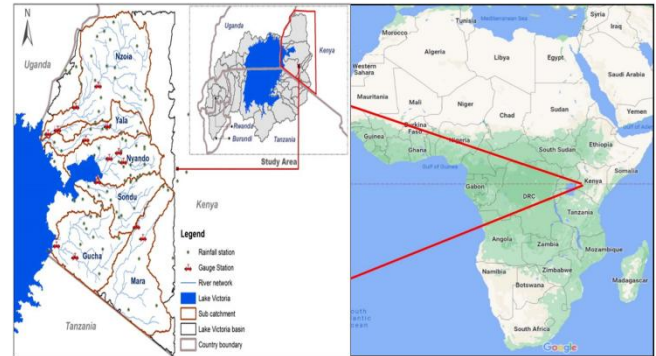 N
Uganda
Nzoia
Yala
Nyando
Sondu
Gucha
Mara
Kenya
Tanzania
Uganda
Kenya
Rwanda
Burundi
Tanzania
Study Area
Legend
Rainfall station
Gauge Station
River network
Lake Victoria
Sub catchment
Lake Victoria basin
Country boundary
Mediterranean Sea
Morocco
Tunisia
Syria
Iraq
Algeria
Libya
Egypt
Western
Sahara
Saudi Arabia
Mauritania
Mali
Niger
Chad
Sudan
Yemen
Burkina
Faso
Guinea
Ghana
Nigeria
South Sudan
Ethiopia
Somalia
Gulf of Guinea
Gabon
DRC
Kenya
Tanzania
Angola
Zambia
Mozambique
Zimbabwe
Namibia
Botswana
Madagascar
South Africa
Google